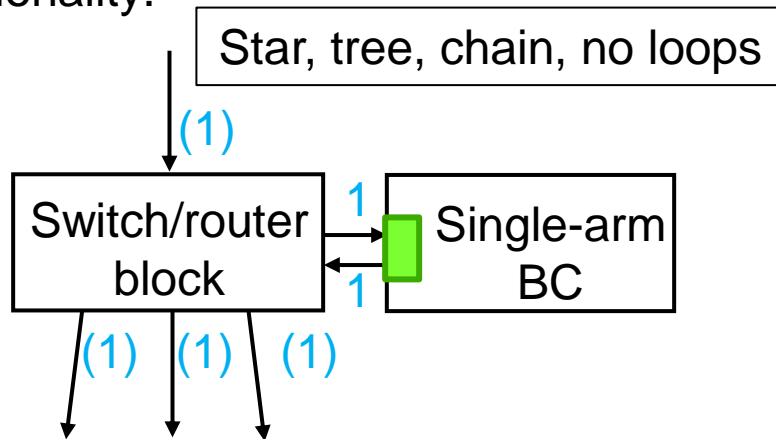 Star, tree, chain, no loops
(1)
Switch/router
block
1
1
Single-arm
BC
(1) (1) (1)